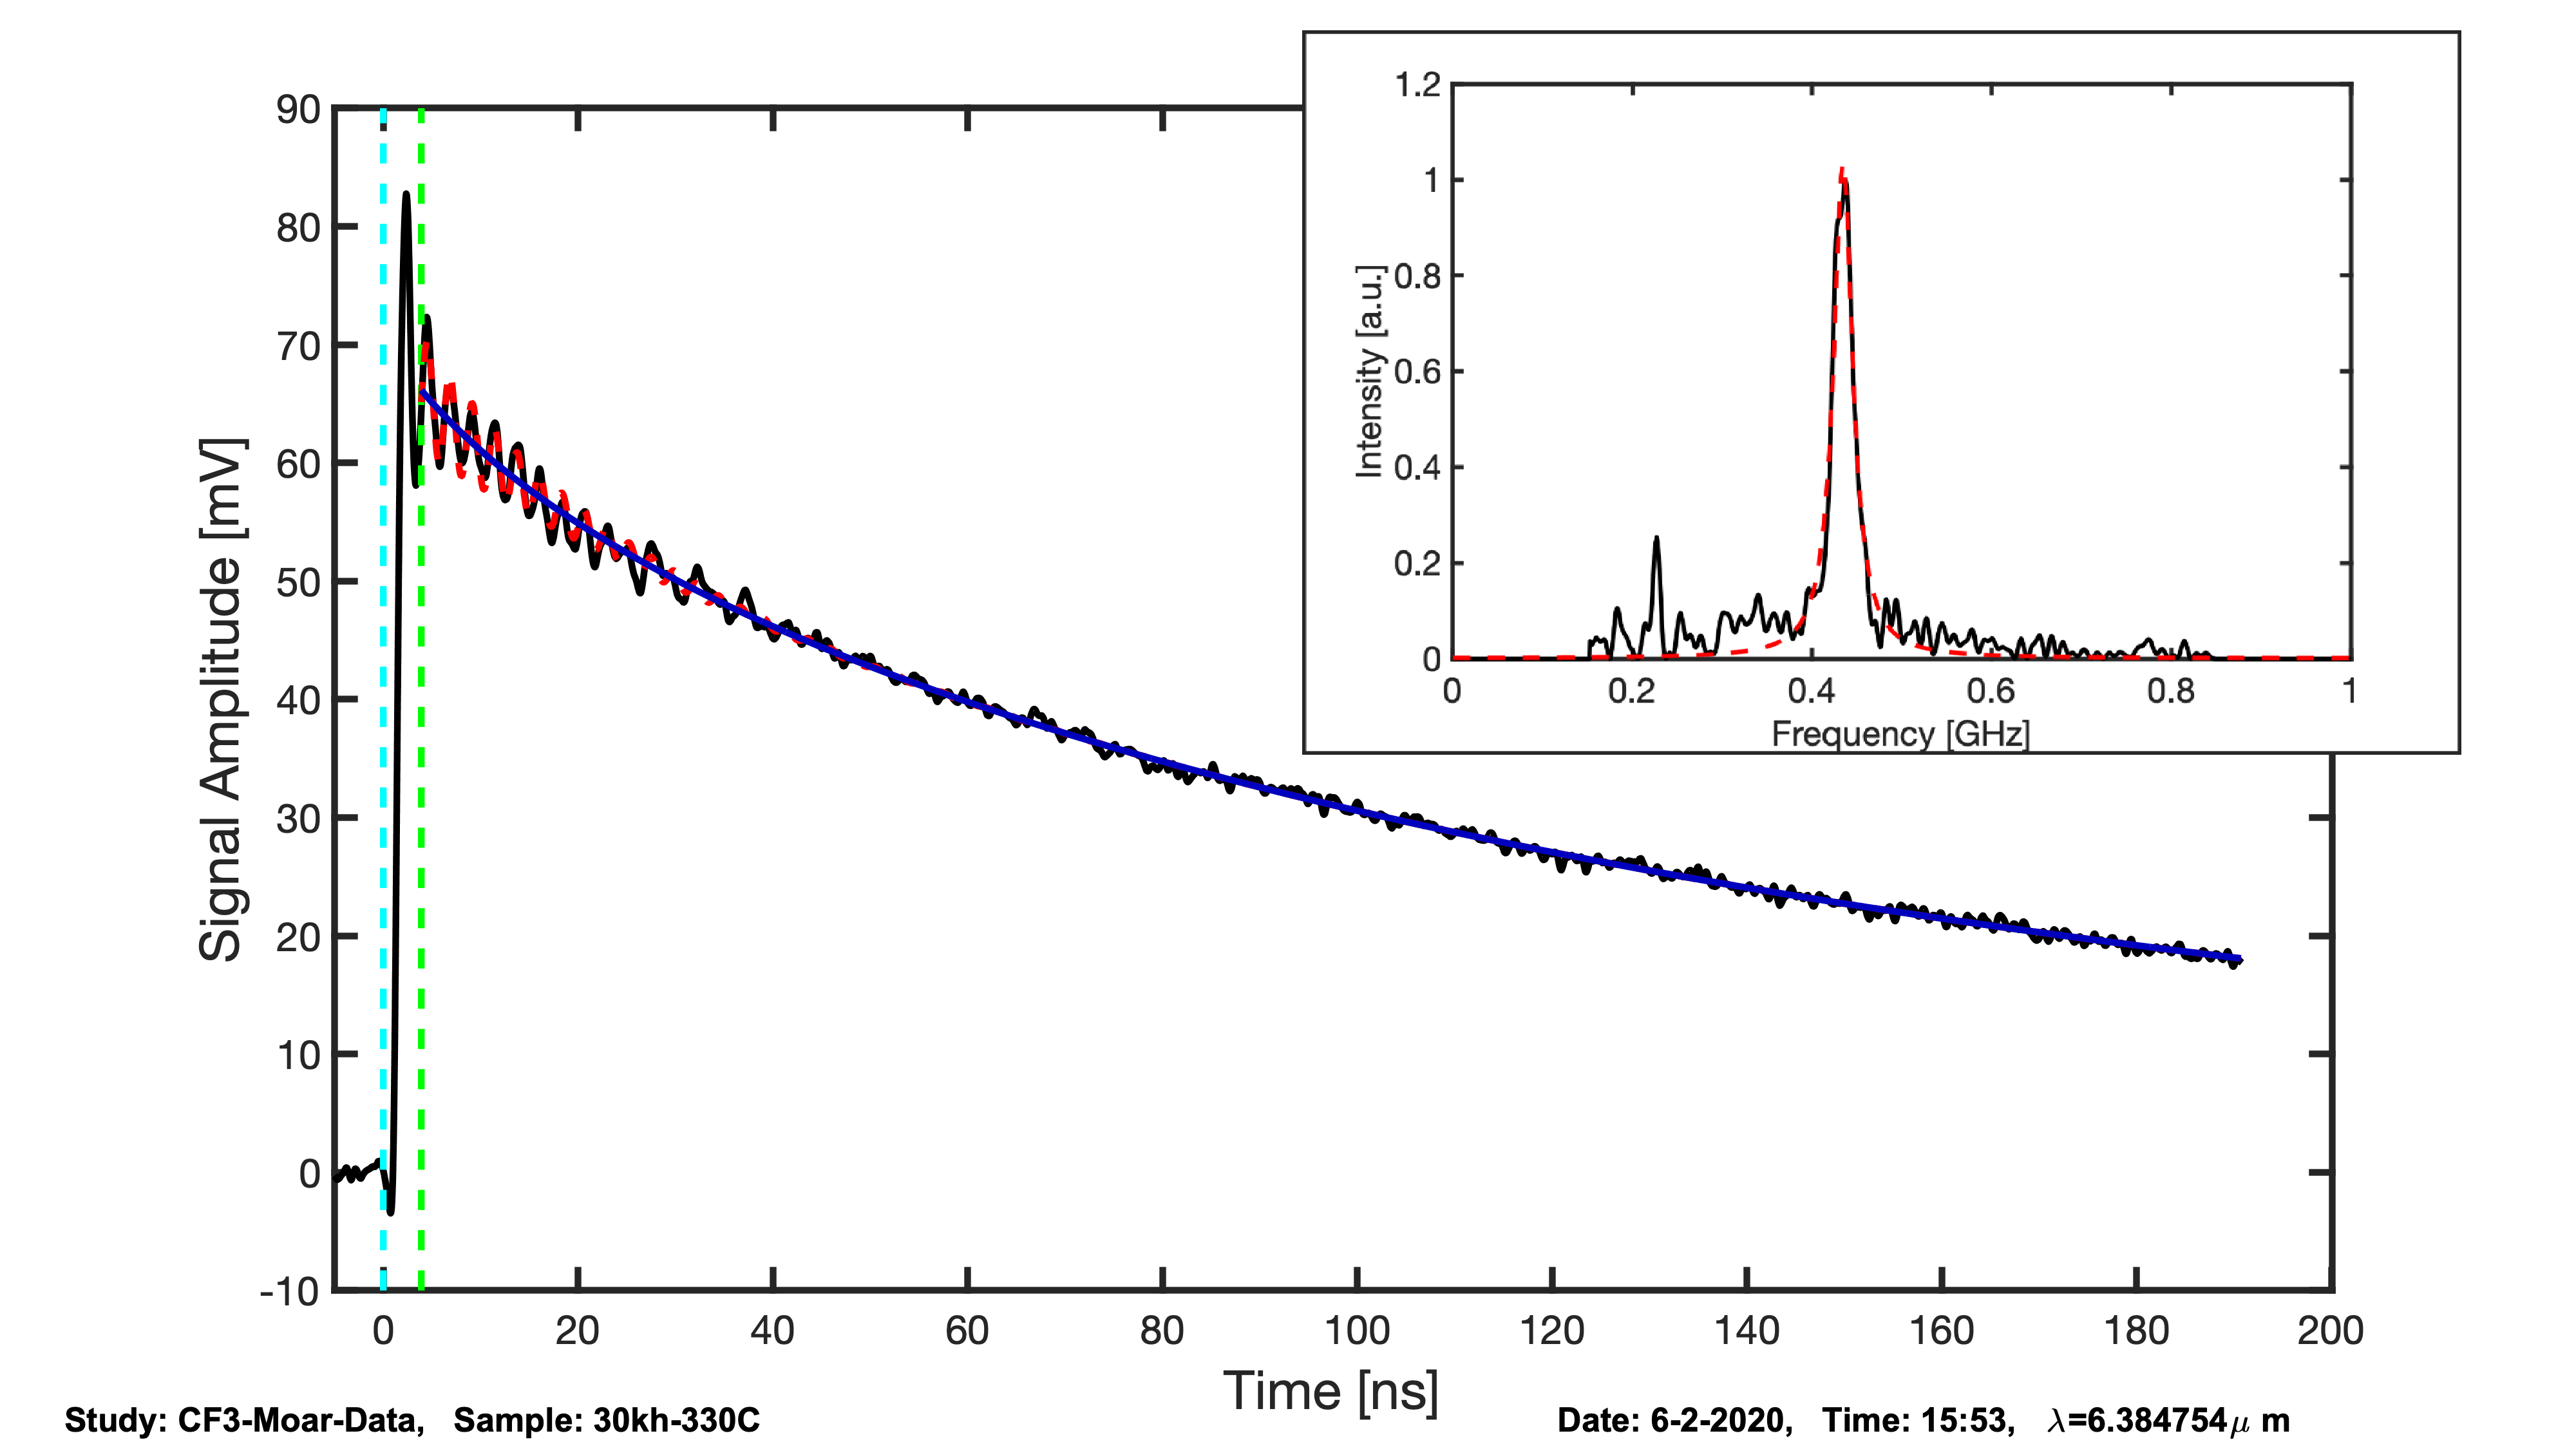 90
80
70
60
50
40
30
20
10
0
-10
Signal Amplitude [mV]
0 20 40 60 80 100 120 140 160 180 200
Time [ns]
1.2
1
0.8
0.6
0.4
0.2
0
Intensity [a.u.]
0 0.2 0.4 0.6 0.8 1
Frequency [GHz]
Study: CF3-Moar-Data, Sample: 30kh-330C
Date: 6-2-2020, Time: 15:53, λ=6.384754μ m